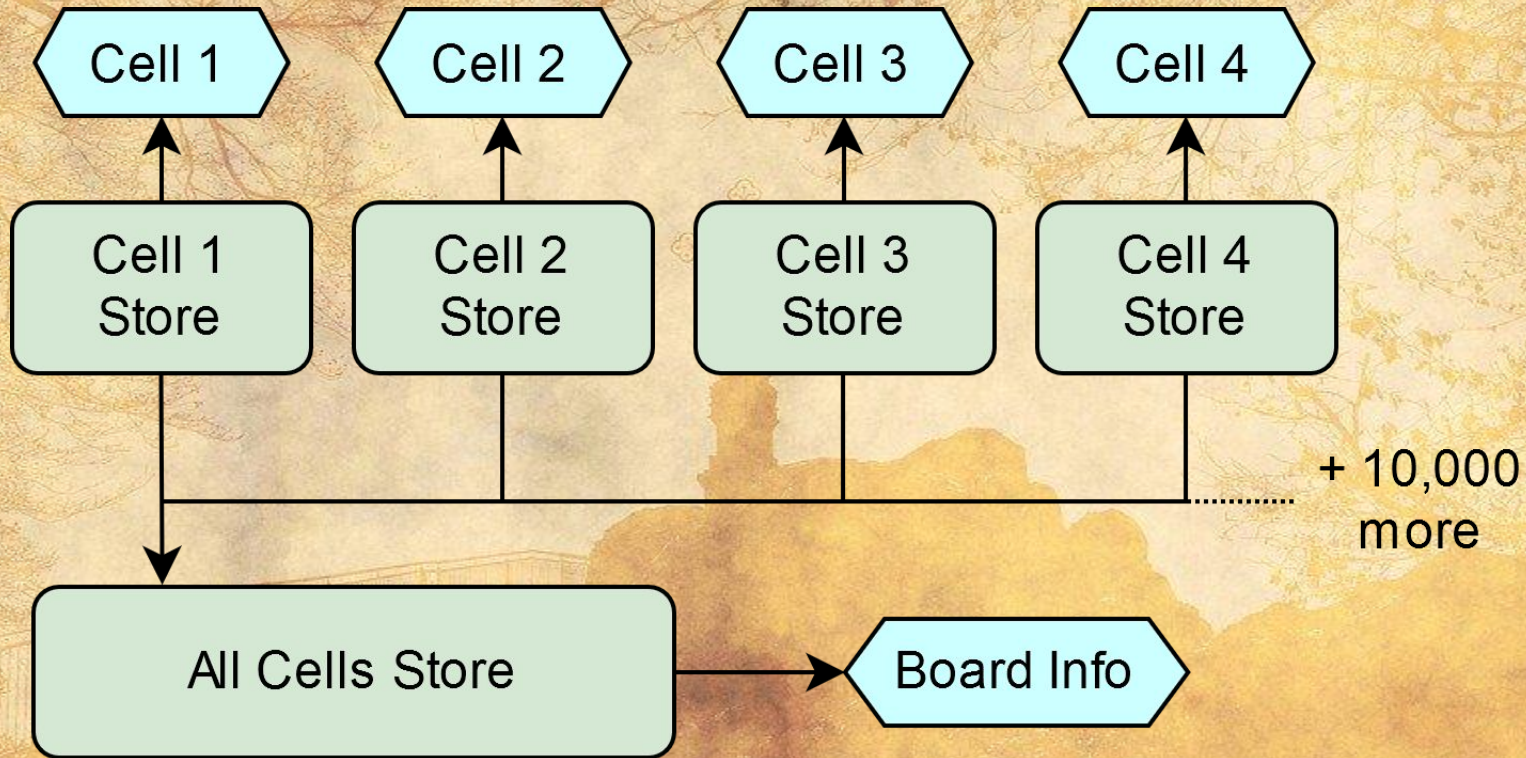 Cell 1
Cell 2
Cell 3
Cell 4
Cell 1
Store
Cell 2
Store
Cell 3
Store
Cell 4
Store
+ 10,000
more
All Cells Store
Board Info